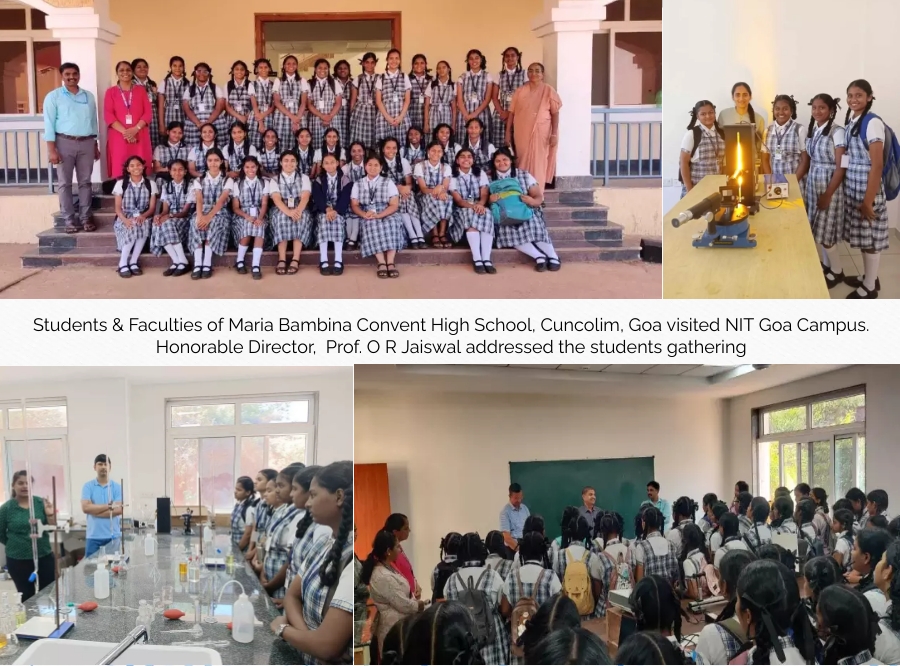 Students & Faculties of Maria Bambina Convent High School, Cuncolim, Goa visited NIT Goa Campus.
Honorable Director,  Prof. O R Jaiswal addressed the students gathering